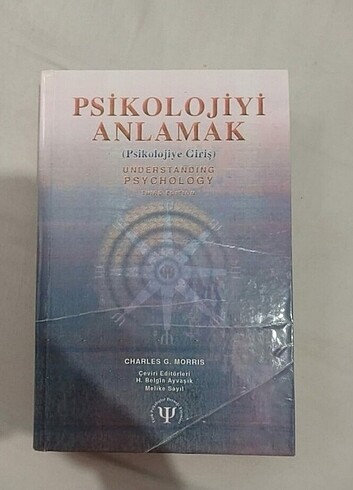 PSİKOLOJİYİ
ANLAMAK
(Psikolojiye Giriş)
UNDERSTANDING
PSYCHOLOGY
CHARLES G. MORRIS
Çeviri Editörleri
H. Belgin Ayvaşık
Melike Sayıl